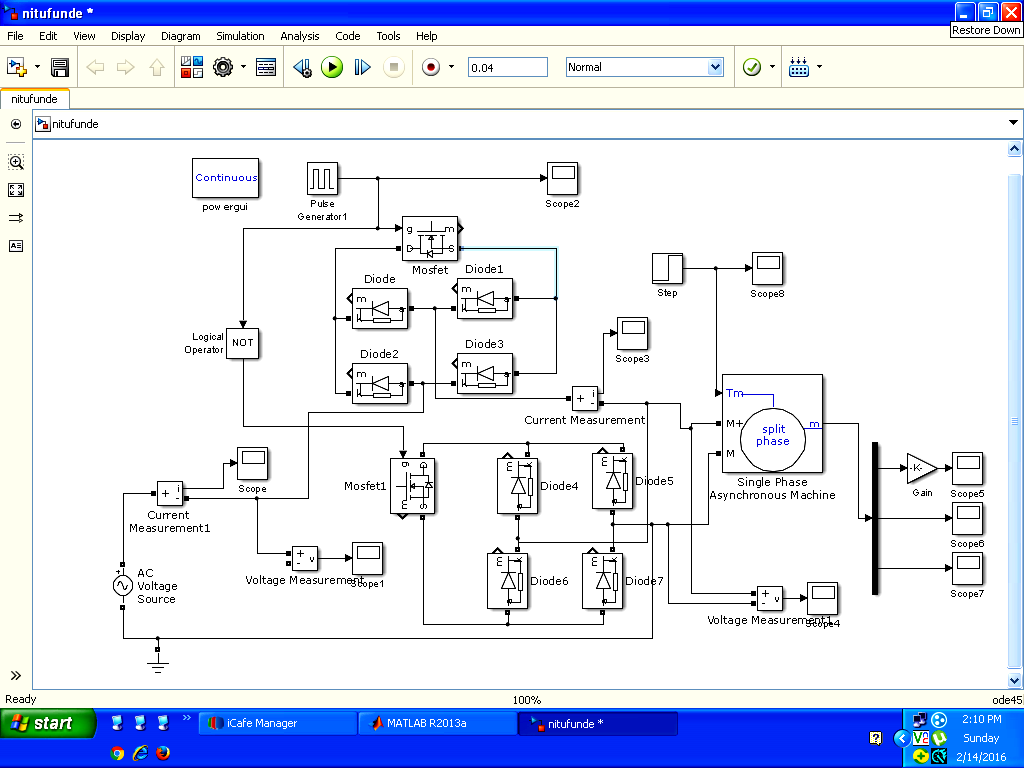 nitufunde *
Restore Down
File Edit View Display Diagram Simulation Analysis Code Tools Help
0.04
Normal
nitufunde
nitufunde
Continuous
powergui
Pulse
Generator1
Scope2
g m
D S
Mosfet
Diode
m
k a
Diode1
m
k a
Diode2
m
k a
Diode3
m
k a
Logical
Operator
NOT
Step
Scope8
Scope3
+ i
-
Current Measurement
Tm
M+
M
m
split
phase
Single Phase
Asynchronous Machine
-K-
Gain
Scope5
Scope6
Scope7
Mosfet1
g D
m S
Diode4
m k
a
Diode5
m k
a
Diode6
m k
a
Diode7
m k
a
Scope
+ i
-
Current
Measurement1
+ v
-
Voltage Measurement
Scope1
AC
Voltage
Source
+
+ v
-
Voltage Measurement1
Scope4
Ready
100%
ode45
start
iCafe Manager
MATLAB R2013a
nitufunde *
2:10 PM
Sunday
2/14/2016